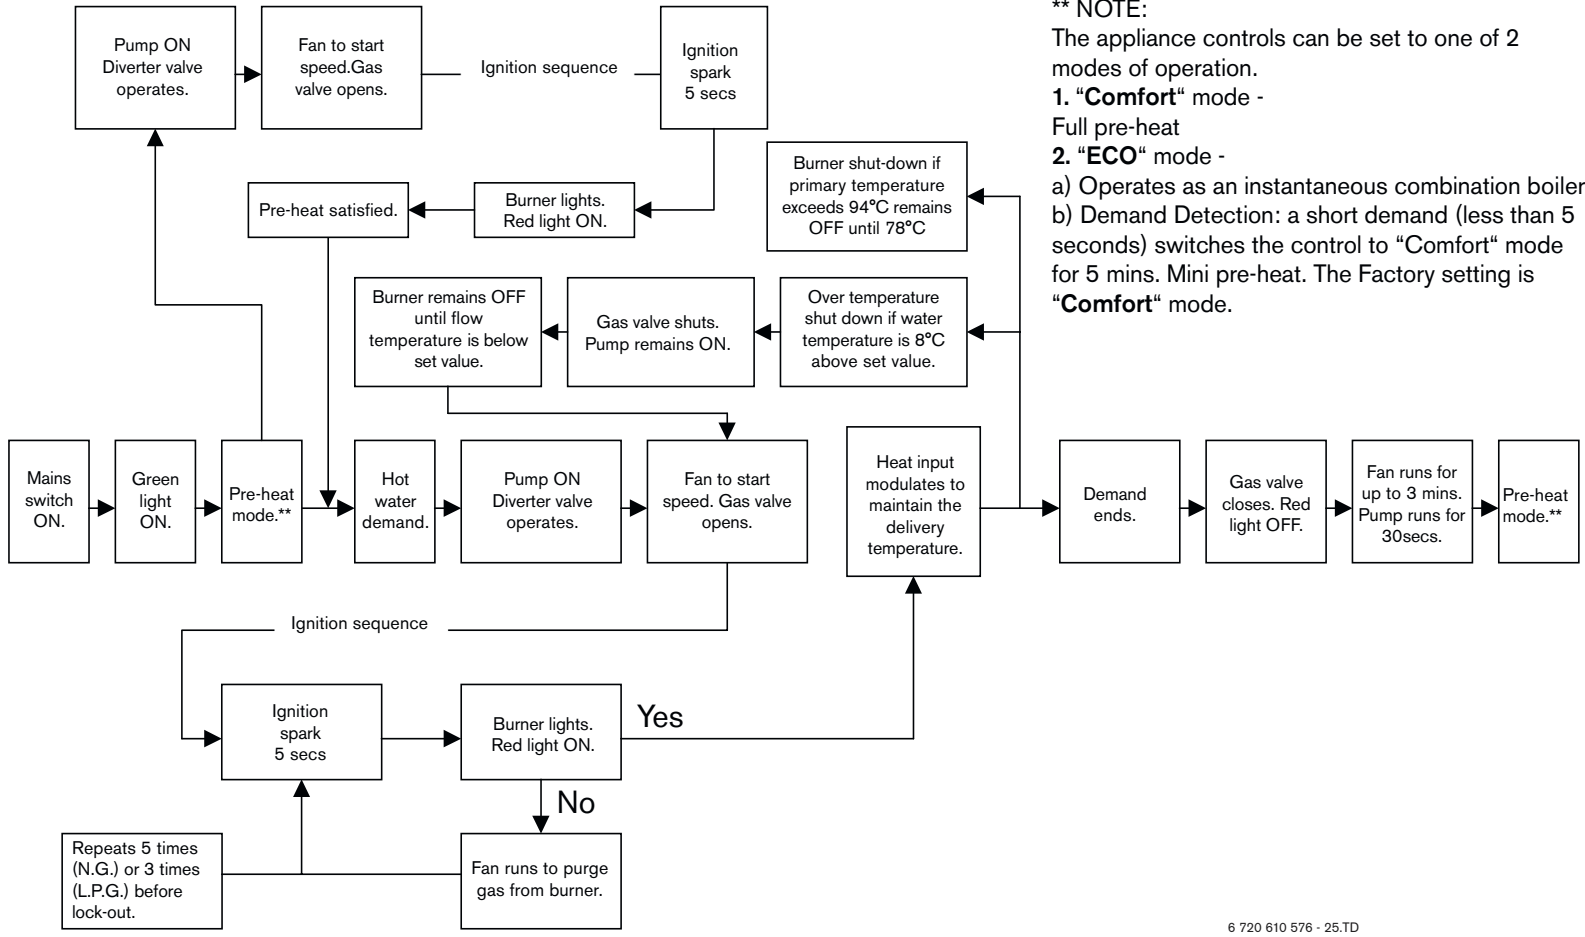 Pump ON
Diverter valve
operates.
Fan to start
speed.Gas
valve opens.
Ignition sequence
Ignition
spark
5 secs
** NOTE:
The appliance controls can be set to one of 2
modes of operation.
1. “Comfort“ mode -
Full pre-heat
2. “ECO“ mode -
a) Operates as an instantaneous combination boiler
b) Demand Detection: a short demand (less than 5
seconds) switches the control to “Comfort“ mode
for 5 mins. Mini pre-heat. The Factory setting is
“Comfort“ mode.
Pre-heat satisfied.
Burner lights.
Red light ON.
Burner shut-down if
primary temperature
exceeds 94°C remains
OFF until 78°C
Burner remains OFF
until flow
temperature is below
set value.
Gas valve shuts.
Pump remains ON.
Over temperature
shut down if water
temperature is 8°C
above set value.
Mains
switch
ON.
Green
light
ON.
Pre-heat
mode.**
Hot
water
demand.
Pump ON
Diverter valve
operates.
Fan to start
speed. Gas valve
opens.
Heat input
modulates to
maintain the
delivery
temperature.
Demand
ends.
Gas valve
closes. Red
light OFF.
Fan runs for
up to 3 mins.
Pump runs for
30secs.
Pre-heat
mode.**
Ignition sequence
Ignition
spark
5 secs
Burner lights.
Red light ON.
Yes
No
Repeats 5 times
(N.G.) or 3 times
(L.P.G.) before
lock-out.
Fan runs to purge
gas from burner.
6 720 610 576 - 25.TD